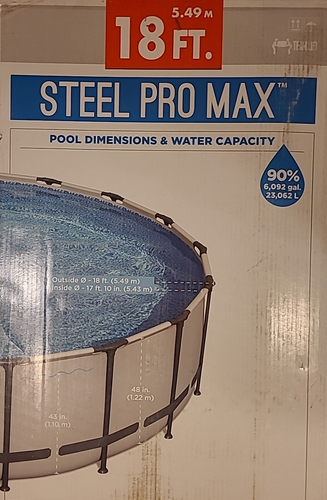 5.49 M
18 FT.
STEEL PRO MAX™
POOL DIMENSIONS & WATER CAPACITY
90%
6,092 gal.
23,062 L
Outside Ø - 18 ft. (5.49 m)
Inside Ø - 17 ft. 10 in. (5.43 m)
48 in.
(1.22 m)
43 in.
(1.10 m)